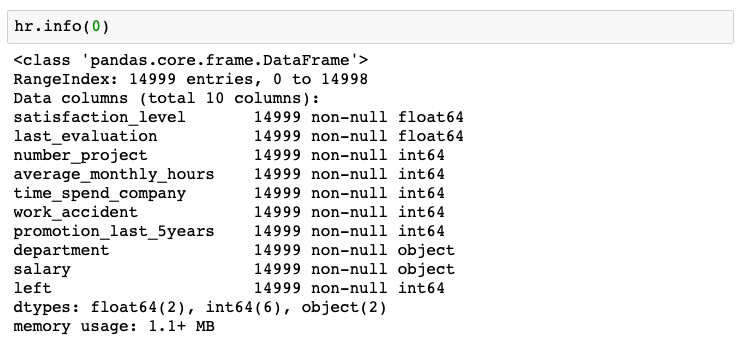 hr.info(0)
<class 'pandas.core.frame.DataFrame'>
RangeIndex: 14999 entries, 0 to 14998
Data columns (total 10 columns):
satisfaction_level       14999 non-null float64
last_evaluation          14999 non-null float64
number_project           14999 non-null int64
average_monthly_hours    14999 non-null int64
time_spend_company       14999 non-null int64
work_accident            14999 non-null int64
promotion_last_5years    14999 non-null int64
department               14999 non-null object
salary                   14999 non-null object
left                     14999 non-null int64
dtypes: float64(2), int64(6), object(2)
memory usage: 1.1+ MB